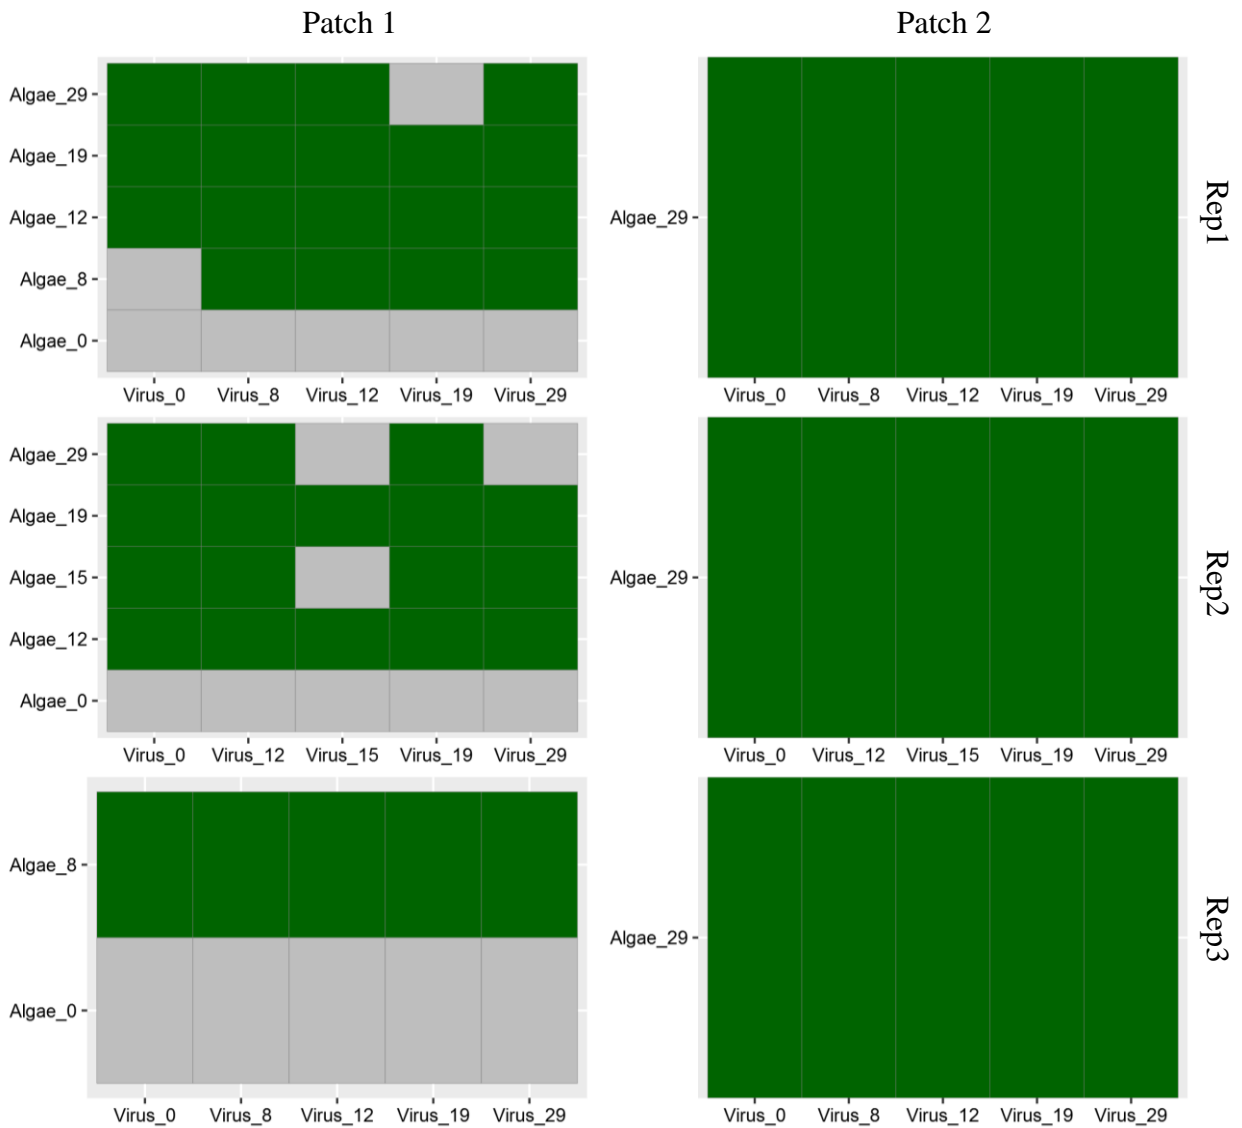 Patch 1
Patch 2
Algae_29
Algae_19
Algae_12
Algae_8
Algae_0
Virus_0 Virus_8 Virus_12 Virus_19 Virus_29
Algae_29
Virus_0 Virus_8 Virus_12 Virus_19 Virus_29
Rep1
Algae_29
Algae_19
Algae_15
Algae_12
Algae_0
Virus_0 Virus_12 Virus_15 Virus_19 Virus_29
Algae_29
Virus_0 Virus_12 Virus_15 Virus_19 Virus_29
Rep2
Algae_8
Algae_0
Virus_0 Virus_8 Virus_12 Virus_19 Virus_29
Algae_29
Virus_0 Virus_8 Virus_12 Virus_19 Virus_29
Rep3